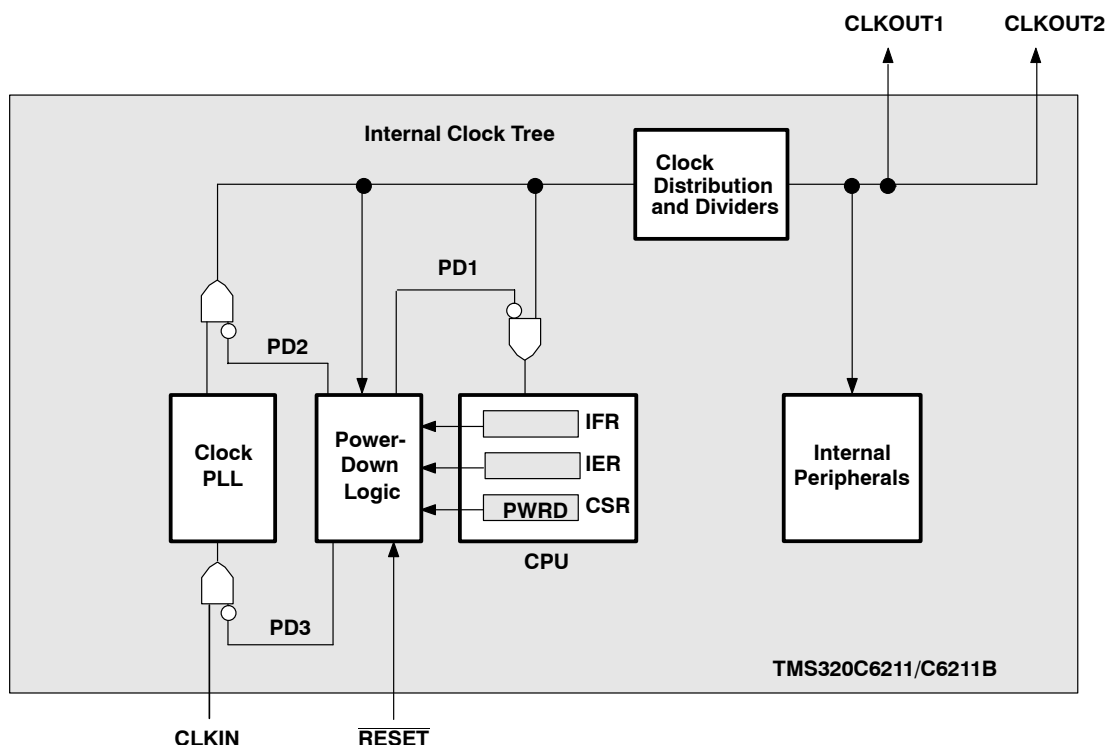 CLKOUT1
CLKOUT2
Internal Clock Tree
Clock
Distribution
and Dividers
PD1
PD2
Clock
PLL
Power-
Down
Logic
IFR
IER
PWRD
CSR
CPU
Internal
Peripherals
PD3
TMS320C6211/C6211B
CLKIN
RESET